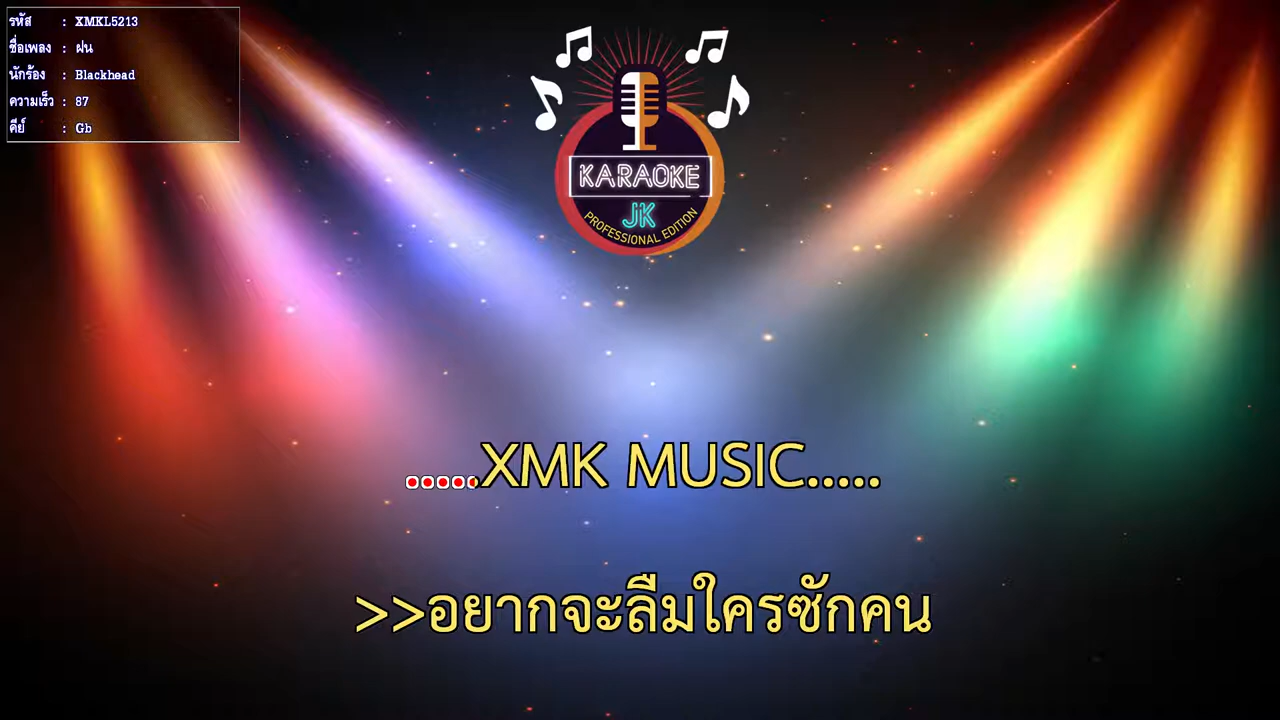 รหัส : XMKL5213
ชื่อเพลง : ฝน
นักร้อง : Blackhead
ความเร็ว : 87
คีย์ : Gb
KARAOKE
JK
PROFESSIONAL EDITION
.....XMK MUSIC.....
>>อยากจะลืมใครซักคน